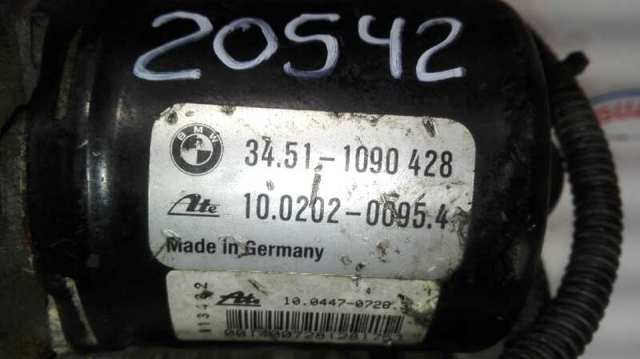 20542
BMW
34.51-1090 428
Ate 10.0202-0095.4
Made in Germany
Ate 10.0447-0728.